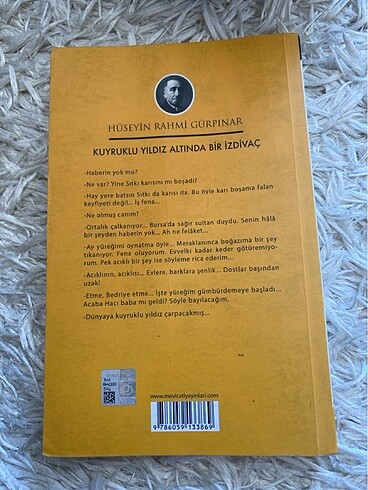 HÜSEYİN RAHMİ GÜRPINAR
KUYRUKLU YILDIZ ALTINDA BİR İZDİVAÇ
-Haberin yok mu?
-Ne var? Yine Sıtkı karısını mı boşadı?
-Hay yere batsın Sıtkı da karısı da. Bu öyle karı boşama falan
keyfiyeti değil... İş fena...
-Ne olmuş canım?
-Ortalık çalkanıyor... Bursa'da sağır sultan duydu. Senin hâlâ
bir şeyden haberin yok... Ah ne felâket...
-Ay yüreğimi oynatma öyle... Meraklanınca boğazıma bir şey
tıkanıyor. Fena oluyorum. Evvelki kadar keder götüremiyo-
rum. Pek acıklı bir şey ise söyleme rica ederim...
-Acıklının, acıklısı... Evlere, barklara şenlik... Dostlar başından
uzak!
-Etme, Bedriye etme... İşte yüreğim gümbürdemeye başladı...
Acaba Hacı baba mı geldi? Söyle bayılacağım.
-Dünyaya kuyruklu yıldız çarpacakmış...
www.mavicatiyayinlari.com
9 786059 133869